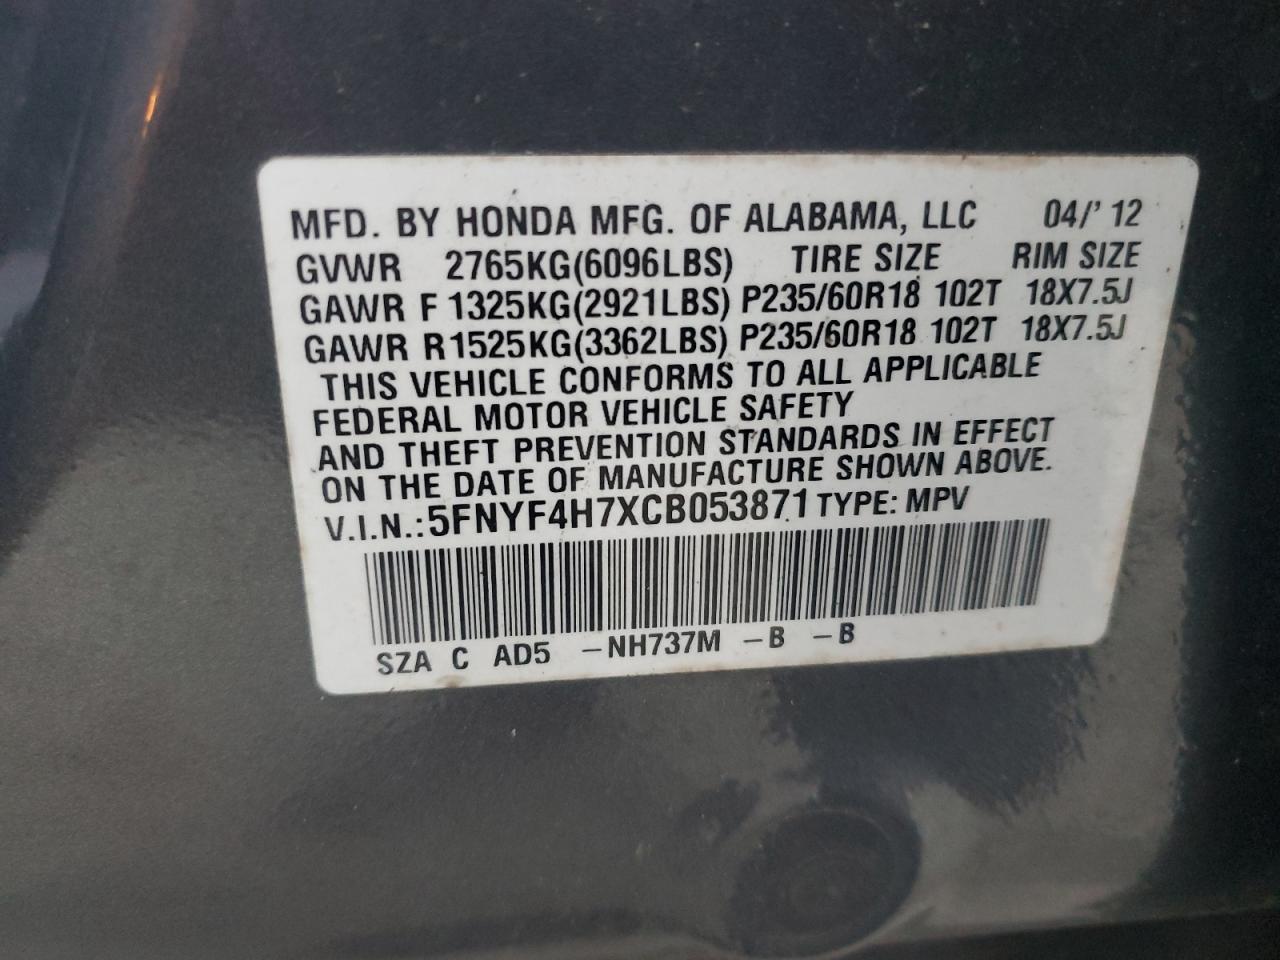 MFD. BY HONDA MFG. OF ALABAMA, LLC 04/' 12
GVWR 2765KG(6096LBS) TIRE SIZE RIM SIZE
GAWR F 1325KG(2921LBS) P235/60R18 102T 18X7.5J
GAWR R1525KG(3362LBS) P235/60R18 102T 18X7.5J
THIS VEHICLE CONFORMS TO ALL APPLICABLE
FEDERAL MOTOR VEHICLE SAFETY
AND THEFT PREVENTION STANDARDS IN EFFECT
ON THE DATE OF MANUFACTURE SHOWN ABOVE.
V.I.N.:5FNYF4H7XCB053871 TYPE: MPV
SZA C AD5 -NH737M -B -B